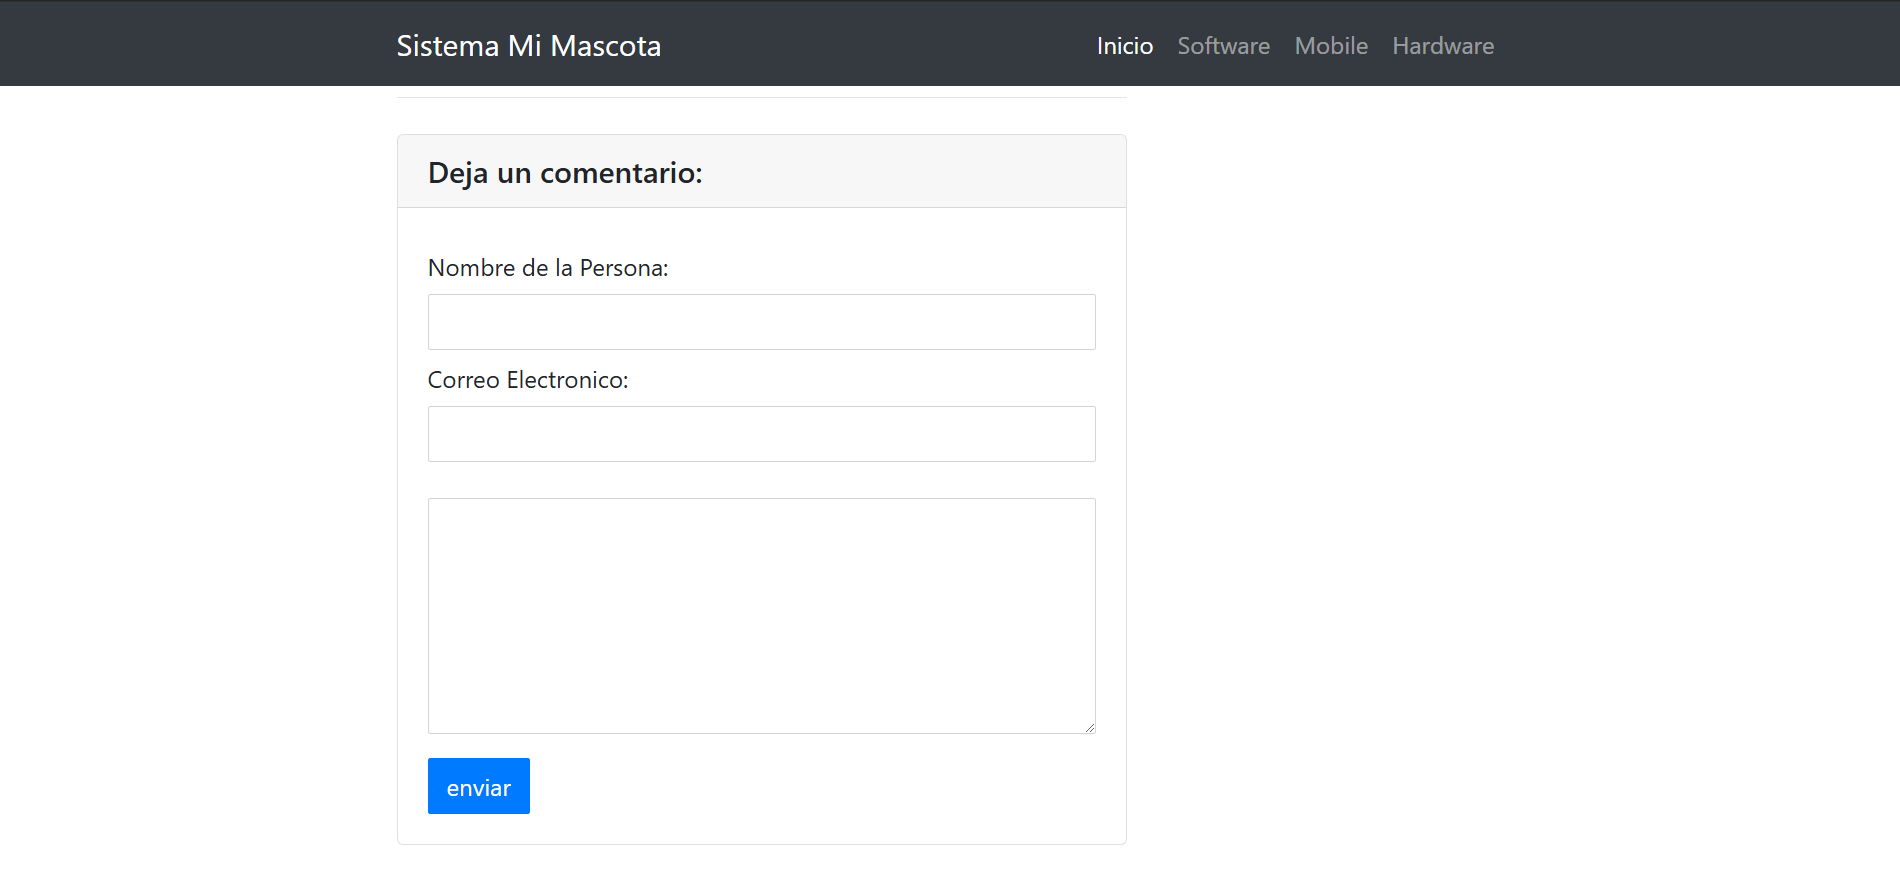 Sistema Mi Mascota
Inicio Software Mobile Hardware
Deja un comentario:
Nombre de la Persona:
Correo Electronico:
enviar